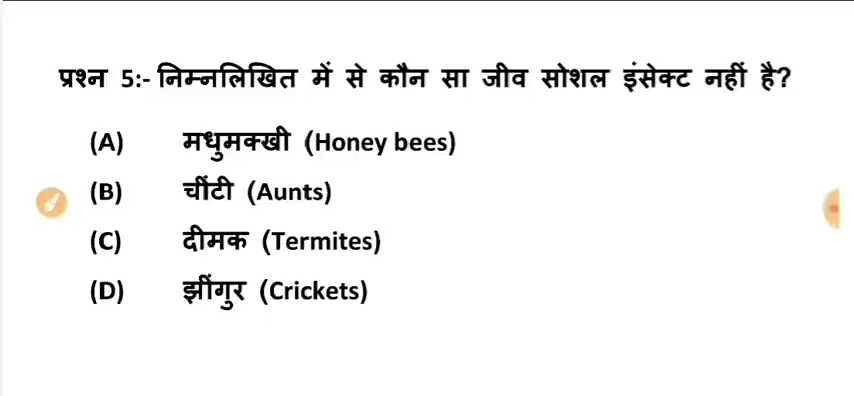 प्रश्न 5:- निम्नलिखित में से कौन सा जीव सोशल इंसेक्ट नहीं है?
(A) मधुमक्खी (Honey bees)
(B) चींटी (Aunts)
(C) दीमक (Termites)
(D) झींगुर (Crickets)